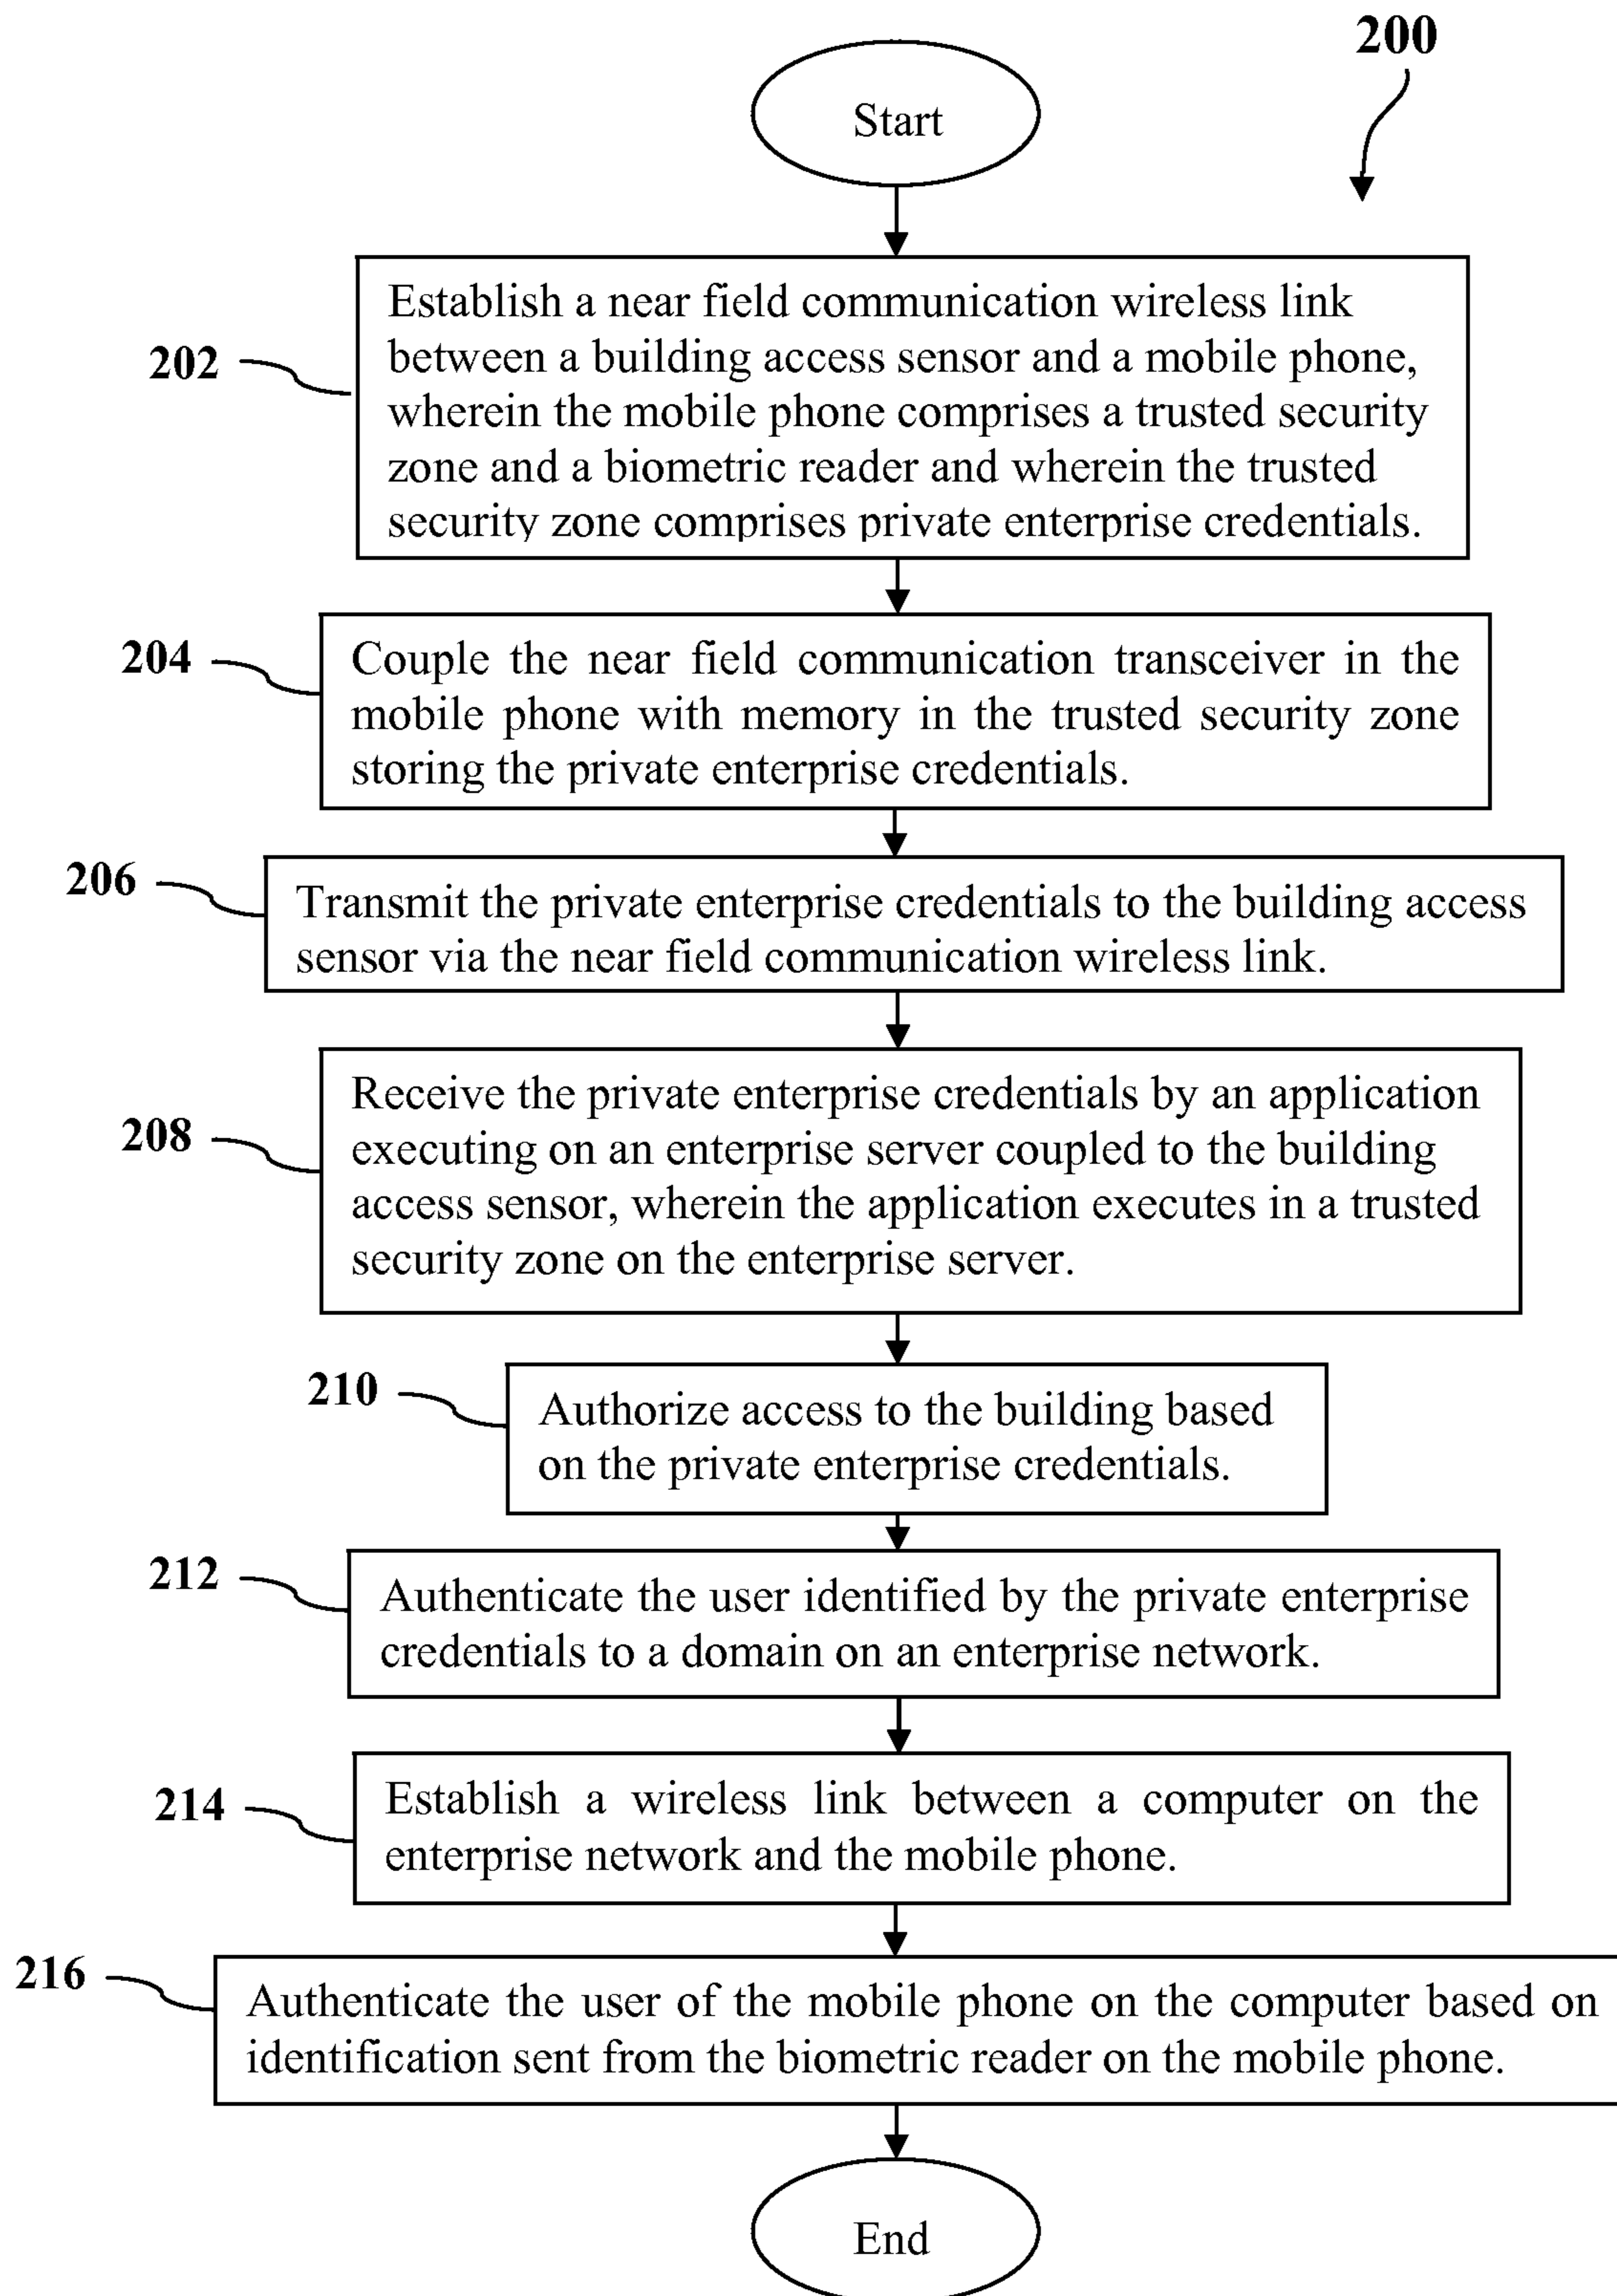 200
Start
202
Establish a near field communication wireless link
between a building access sensor and a mobile phone,
wherein the mobile phone comprises a trusted security
zone and a biometric reader and wherein the trusted
security zone comprises private enterprise credentials.
204
Couple the near field communication transceiver in the
mobile phone with memory in the trusted security zone
storing the private enterprise credentials.
206
Transmit the private enterprise credentials to the building access
sensor via the near field communication wireless link.
208
Receive the private enterprise credentials by an application
executing on an enterprise server coupled to the building
access sensor, wherein the application executes in a trusted
security zone on the enterprise server.
210
Authorize access to the building based
on the private enterprise credentials.
212
Authenticate the user identified by the private enterprise
credentials to a domain on an enterprise network.
214
Establish a wireless link between a computer on the
enterprise network and the mobile phone.
216
Authenticate the user of the mobile phone on the computer based on
identification sent from the biometric reader on the mobile phone.
End